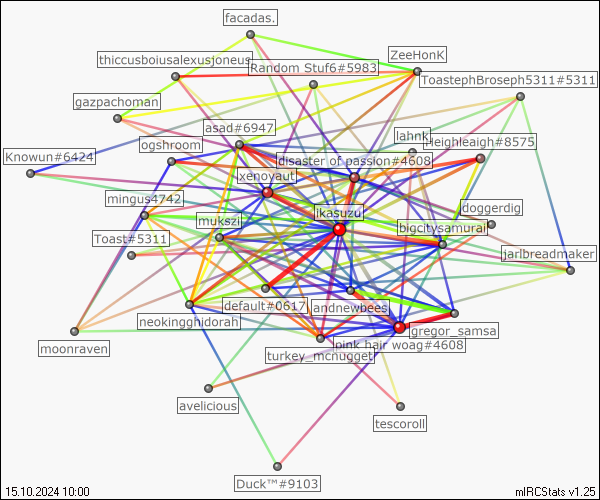 facadas.
ZeeHonK
thiccusboiusalexusjoneus
Random Stuf6#5983
ToastephBroseph5311#5311
gazpachoman
asad#6947
lahnk
Heighleaigh#8575
ogshroom
Knowun#6424
disaster of passion#4608
xenoyaut
mingus4742
ikasuzu
doggerdig
mukszi
bigcitysamurai
Toast#5311
jarlbreadmaker
default#0617
andnewbees
neokingghidorah
gregor_samsa
pink hair woag#4608
turkey_mcnugget
moonraven
avelicious
tescoroll
Duck™#9103
15.10.2024 10:00
mIRCStats v1.25